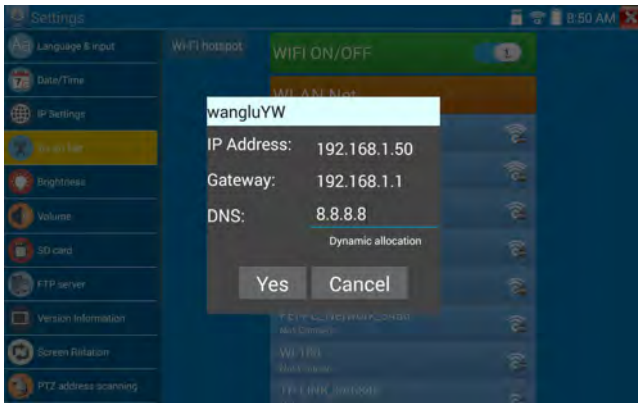 Settings
8:50 AM
Language & input
Wi-Fi hotspot
WIFI ON/OFF
Date/Time
WLAN Net
IP Settings
wangluYW
IP Address: 192.168.1.50
Gateway: 192.168.1.1
DNS: 8.8.8.8
Dynamic allocation
Yes Cancel
Brightness
Volume
SD card
FTP server
Version Information
Screen Rotation
PTZ address scanning